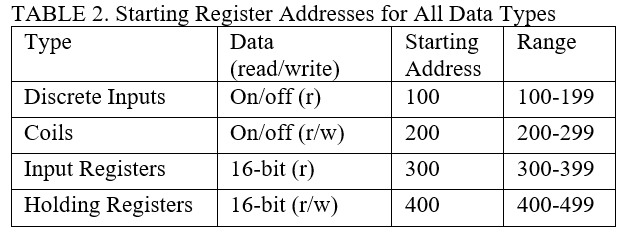 TABLE 2. Starting Register Addresses for All Data Types
Type Data (read/write) Starting Address Range
Discrete Inputs On/off (r) 100 100-199
Coils On/off (r/w) 200 200-299
Input Registers 16-bit (r) 300 300-399
Holding Registers 16-bit (r/w) 400 400-499